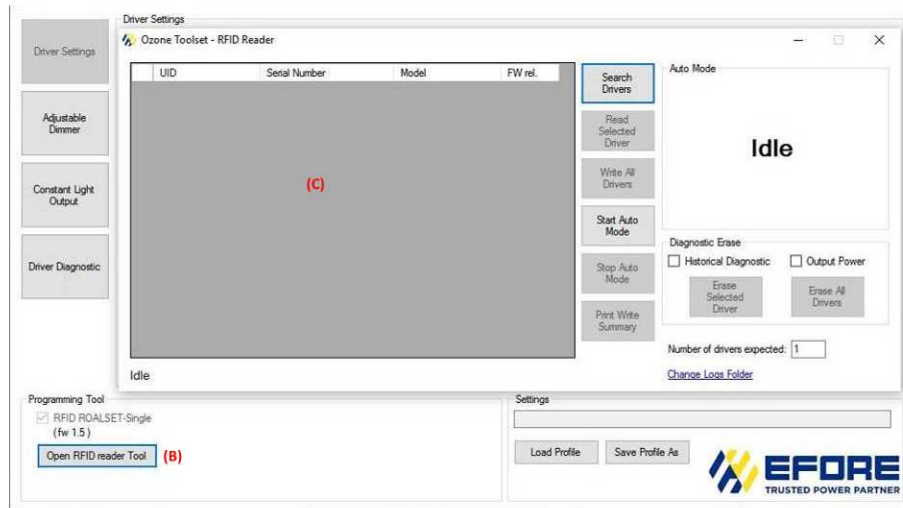 Driver Settings
Driver Settings
Ozone Toolset - RFID Reader
UID Serial Number Model FW rel.
Search
Drivers
Read
Selected
Driver
Write All
Drivers
Start Auto
Mode
Stop Auto
Mode
Print Write
Summary
Auto Mode
Idle
Diagnostic Erase
Historical Diagnostic Output Power
Erase
Selected
Driver
Erase All
Drivers
Number of drivers expected: 1
Change Logs Folder
(C)
Idle
Adjustable
Dimmer
Constant Light
Output
Driver Diagnostic
Programming Tool
RFID ROALSET-Single
(fw 1.5)
Open RFID reader Tool (B)
Settings
Load Profile Save Profile As
EFORE
TRUSTED POWER PARTNER